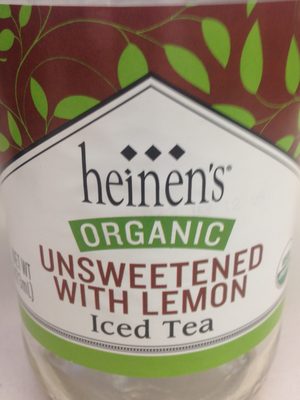 heinen's®
ORGANIC
UNSWEETENED
WITH LEMON
Iced Tea